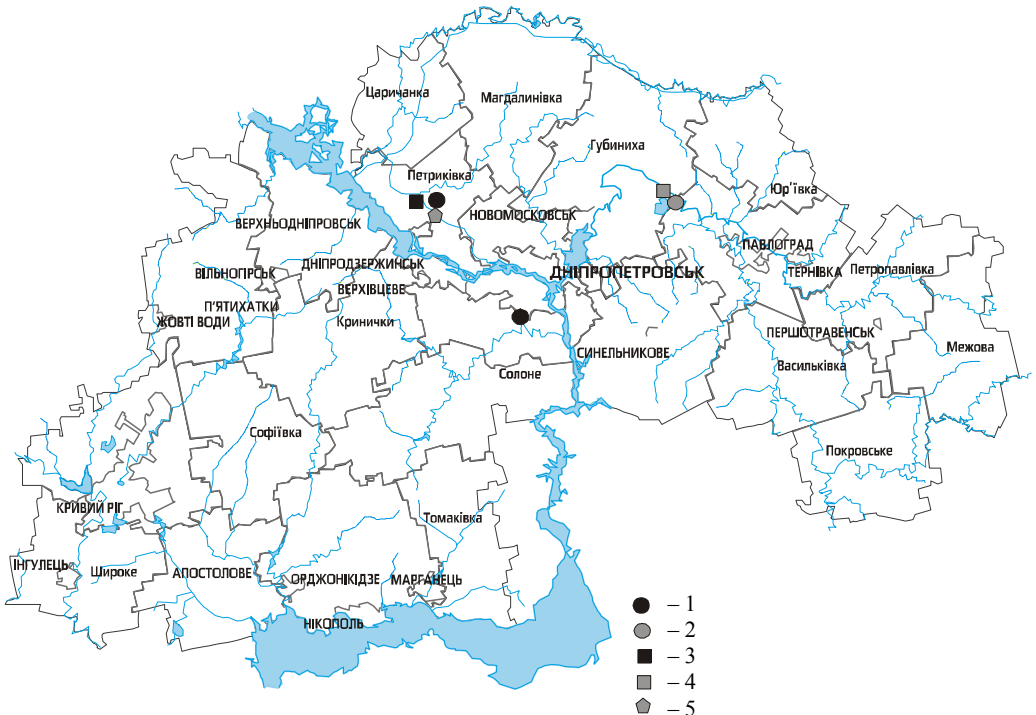 Царичанка
Магдалинівка
Губиниха
Петриківка
Юр'ївка
НОВОМОСКОВСЬК
ВЕРХНЬОДНІПРОВСЬК
ПАВЛОГРАД
ДНІПРОДЗЕРЖИНСЬК
ДНІПРОПЕТРОВСЬК
ТЕРНІВКА
Петропавлівка
ВІЛЬНОГІРСЬК
ВЕРХІВЦЕВЕ
П'ЯТИХАТКИ
ЖОВТІ ВОДИ
Кринички
ПЕРШОТРАВЕНСЬК
Межова
СИНЕЛЬНИКОВЕ
Васильківка
Солоне
Софіївка
Покровське
КРИВИЙ РІГ
Томаківка
ІНГУЛЕЦЬ
Широке
АПОСТОЛОВЕ
ОРДЖОНІКІДЗЕ
МАРГАНЕЦЬ
НІКОПОЛЬ
– 1
– 2
– 3
– 4
– 5